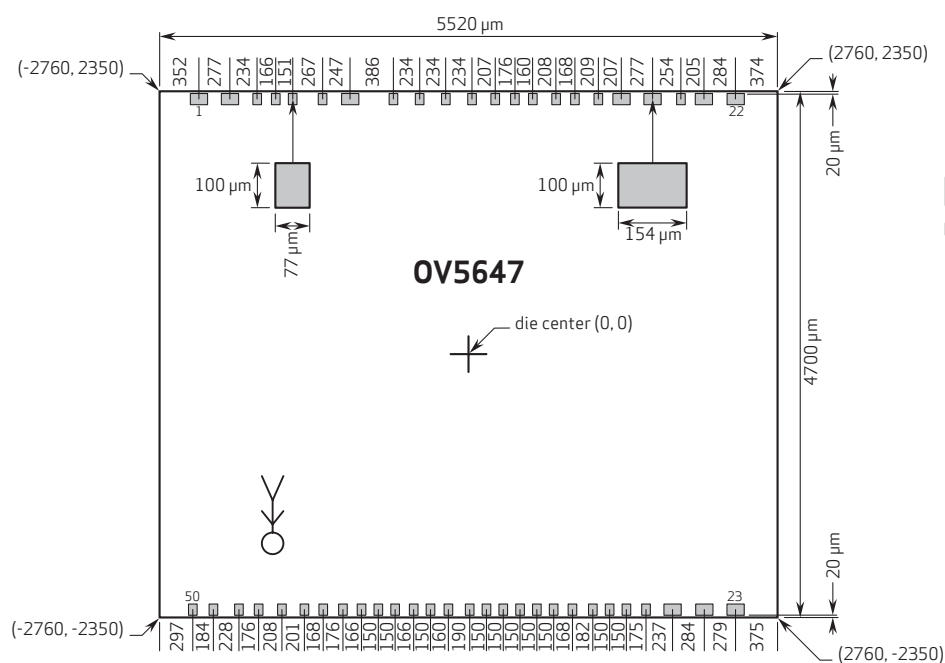 5520 µm
(-2760, 2350)
(2760, 2350)
352 277 234 166 151 267 247 386 234 234 234 207 176 160 208 168 209 207 277 254 205 284 374
1
22
20 µm
100 µm
100 µm
77 µm
154 µm
OV5647
die center (0, 0)
4700 µm
20 µm
50
23
(-2760, -2350)
297 184 228 176 208 201 168 176 166 150 150 166 150 160 190 150 150 150 150 150 168 182 150 150 175 237 284 279 375
(2760, -2350)